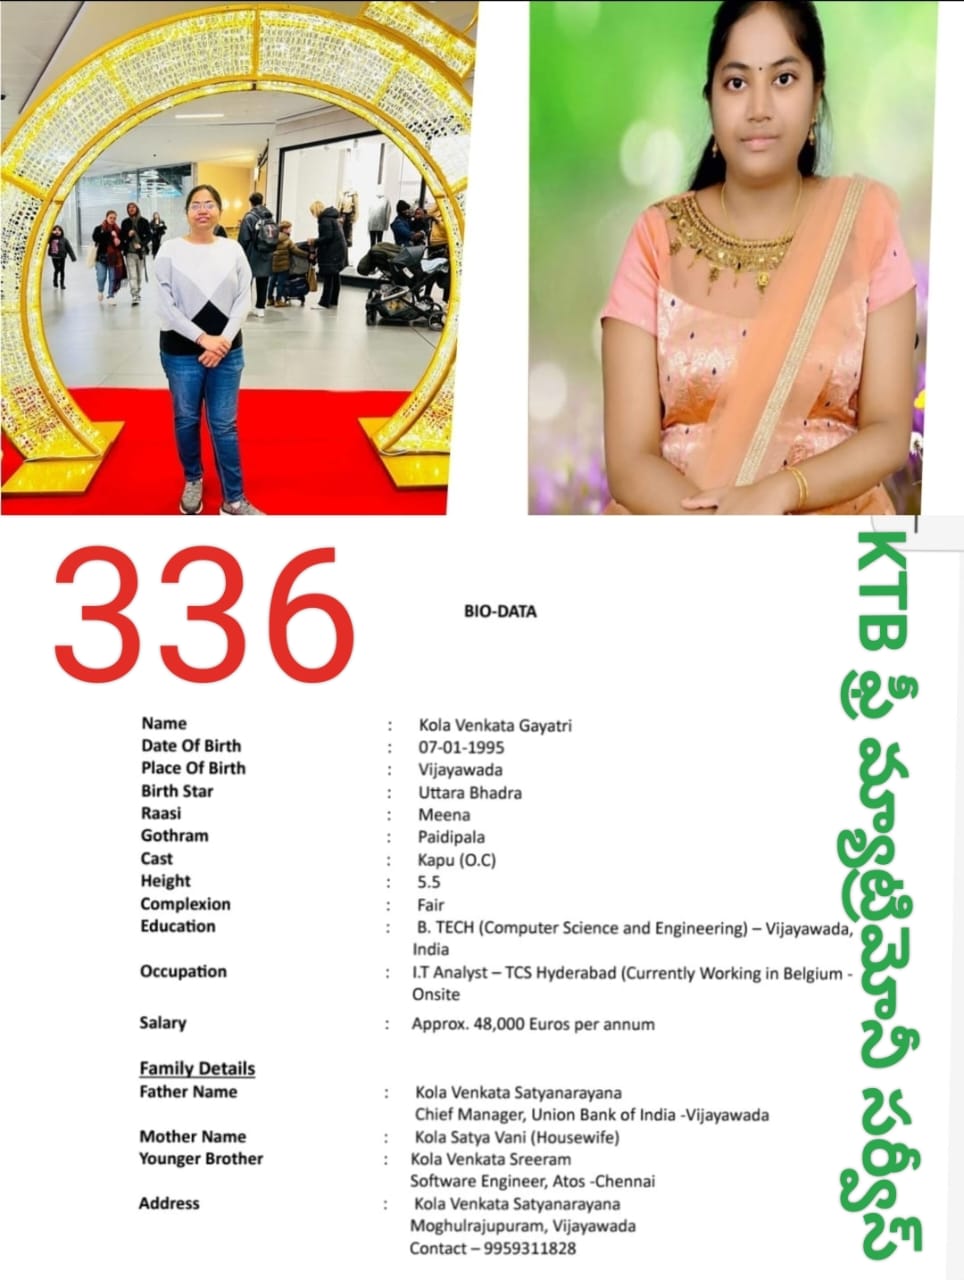 336
BIO-DATA
Name : Kola Venkata Gayatri
Date Of Birth : 07-01-1995
Place Of Birth : Vijayawada
Birth Star : Uttara Bhadra
Raasi : Meena
Gothram : Paidipala
Cast : Kapu (O.C)
Height : 5.5
Complexion : Fair
Education : B. TECH (Computer Science and Engineering) – Vijayawada,
India
Occupation : I.T Analyst – TCS Hyderabad (Currently Working in Belgium -
Onsite
Salary : Approx. 48,000 Euros per annum
Family Details
Father Name : Kola Venkata Satyanarayana
Chief Manager, Union Bank of India -Vijayawada
Mother Name : Kola Satya Vani (Housewife)
Younger Brother : Kola Venkata Sreeram
Software Engineer, Atos -Chennai
Address : Kola Venkata Satyanarayana
Moghulrajupuram, Vijayawada
Contact – 9959311828
KTB శ్రీ మ్యాట్రిమోనీ సర్వీస్